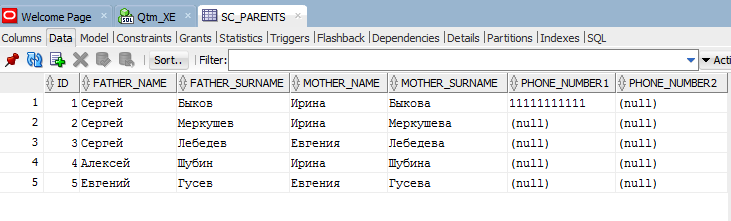 Welcome Page Qtm_XE SC_PARENTS
Columns Data Model Constraints Grants Statistics Triggers Flashback Dependencies Details Partitions Indexes SQL
Sort.. Filter: Acti
ID FATHER_NAME FATHER_SURNAME MOTHER_NAME MOTHER_SURNAME PHONE_NUMBER1 PHONE_NUMBER2
1 1 Сергей Быков Ирина Быкова 11111111111 (null)
2 2 Сергей Меркушев Ирина Меркушева (null) (null)
3 3 Сергей Лебедев Евгения Лебедева (null) (null)
4 4 Алексей Шубин Ирина Шубина (null) (null)
5 5 Евгений Гусев Евгения Гусева (null) (null)